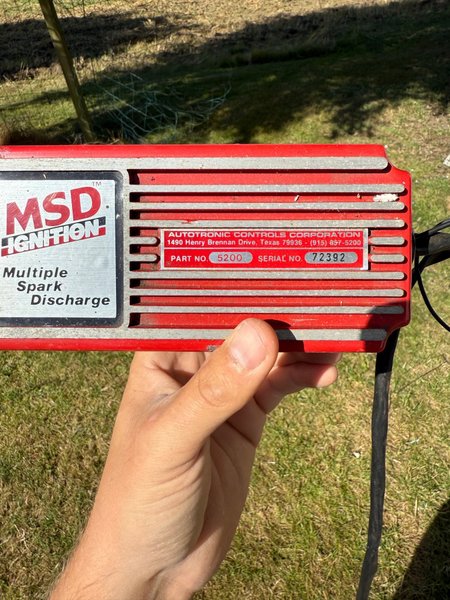 MSD™
IGNITION
Multiple
Spark
Discharge
AUTOTRONIC CONTROLS CORPORATION
1490 Henry Brennan Drive, Texas 79936 - (915) 857-5200
PART NO. 5200 SERIAL NO. 72392